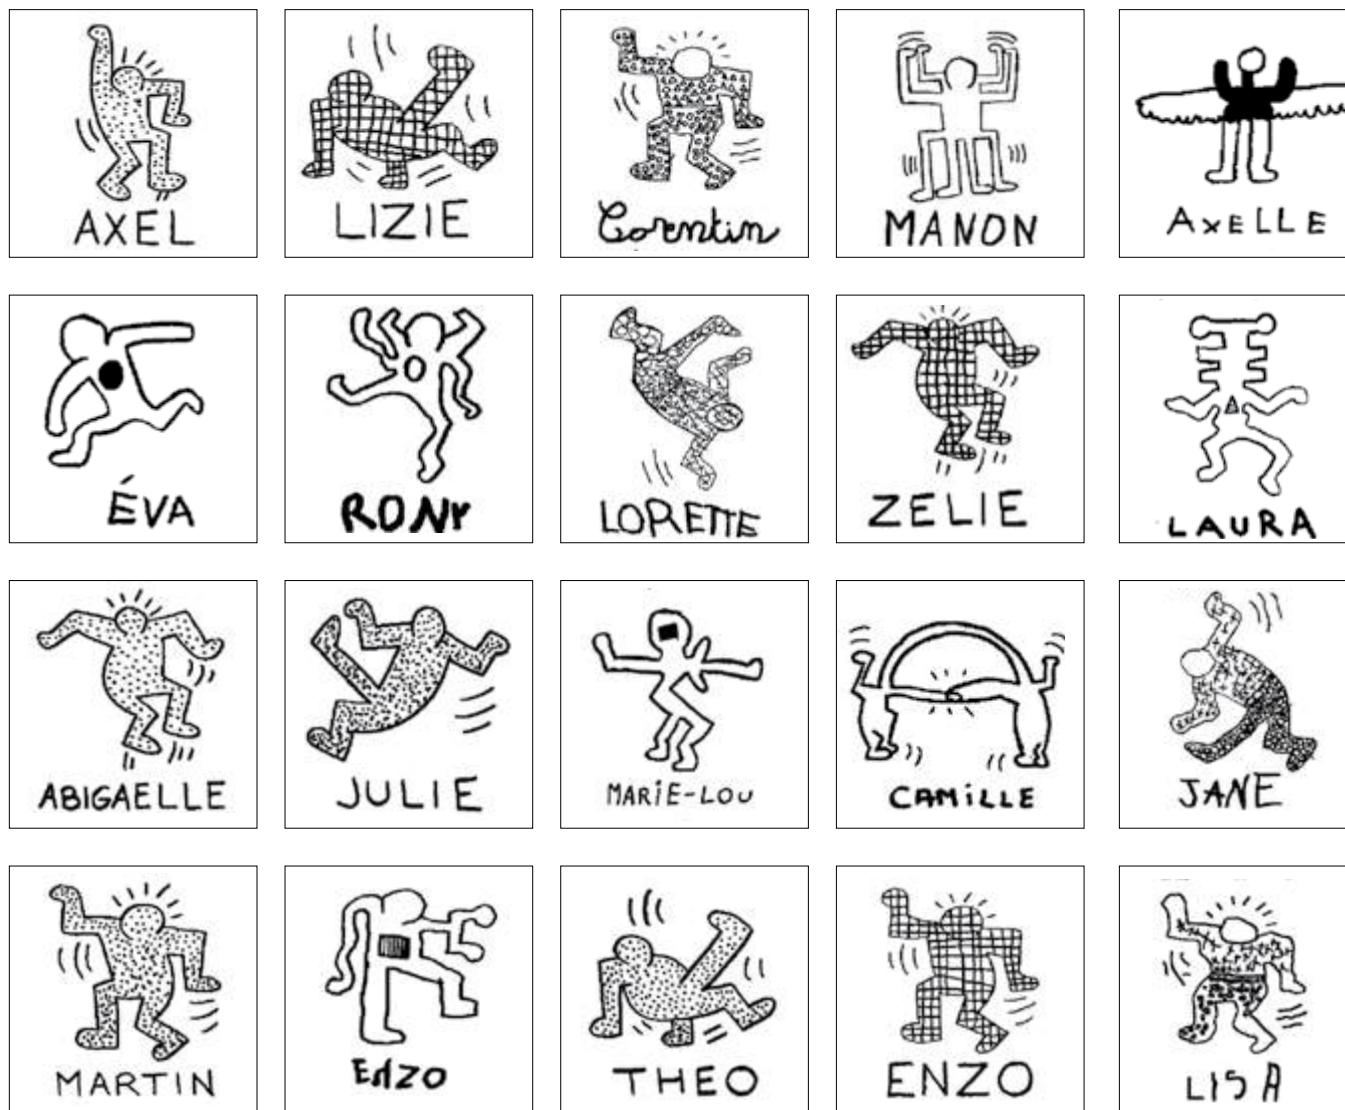 AXEL
LIZIE
Corentin
MANON
AXELLE
ÉVA
RONY
LORETTE
ZELIE
LAURA
ABIGAELLE
JULIE
MARiE-LOU
CAMiLLE
JANE
MARTIN
EnZO
THEO
ENZO
LISA